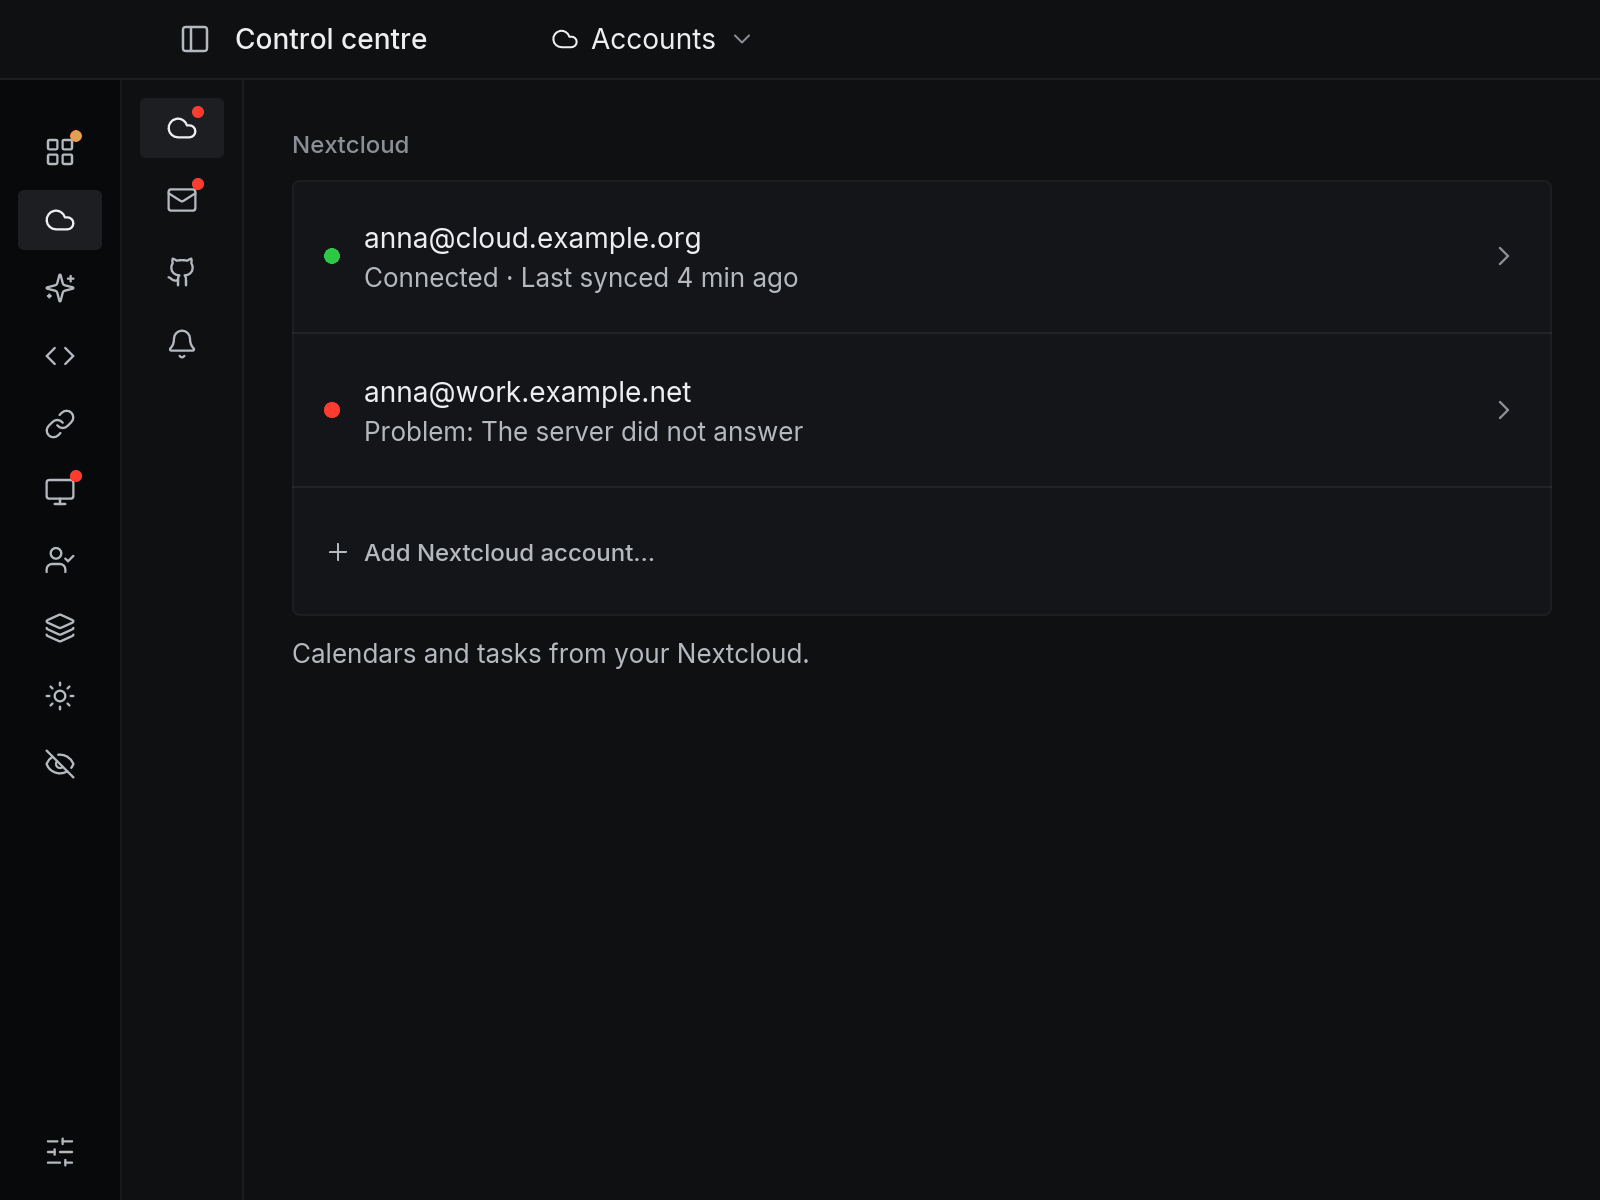 Control centre
Accounts
Nextcloud
anna@cloud.example.org
Connected · Last synced 4 min ago
anna@work.example.net
Problem: The server did not answer
Add Nextcloud account...
Calendars and tasks from your Nextcloud.